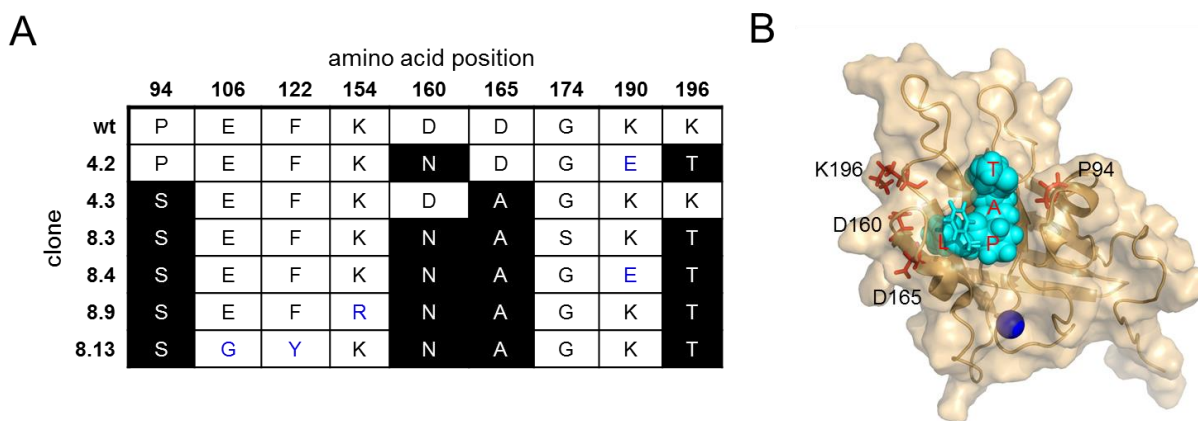 A
amino acid position
94 106 122 154 160 165 174 190 196
wt P E F K D D G K K
4.2 P E F K N D G E T
4.3 S E F K D A G K K
8.3 S E F K N A S K T
8.4 S E F K N A G E T
8.9 S E F R N A G K T
8.13 S G Y K N A G K T
clone
B
K196
P94
D160
D165
T
A
L P